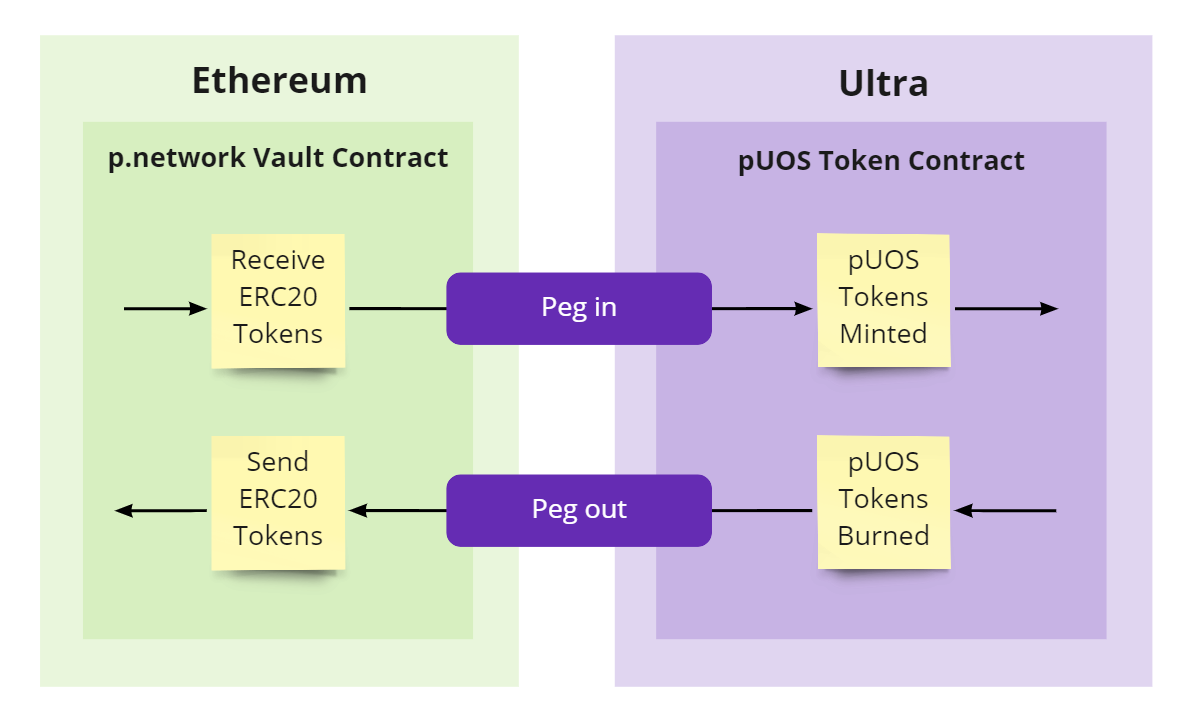 Ethereum
p.network Vault Contract
Receive
ERC20
Tokens
Peg in
Send
ERC20
Tokens
Peg out
Ultra
pUOS Token Contract
pUOS
Tokens
Minted
pUOS
Tokens
Burned